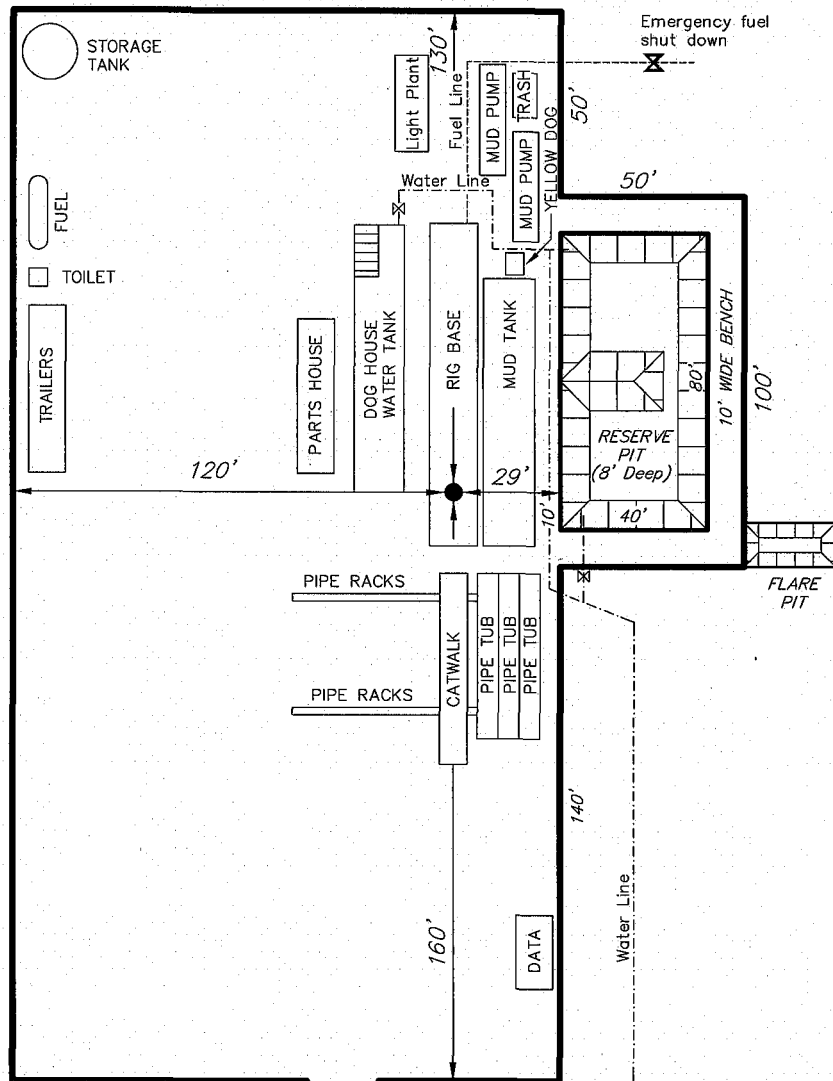 Emergency fuel
shut down
STORAGE
TANK
130'
Light Plant
Fuel Line
MUD PUMP
TRASH
50'
MUD PUMP
YELLOW DOG
Water Line
50'
FUEL
TOILET
TRAILERS
PARTS HOUSE
DOG HOUSE
WATER TANK
RIG BASE
MUD TANK
80'
10' WIDE BENCH
100'
RESERVE
PIT
(8' Deep)
120'
29'
10'
40'
FLARE
PIT
PIPE RACKS
CATWALK
PIPE TUB
PIPE TUB
PIPE TUB
PIPE RACKS
140'
160'
DATA
Water Line